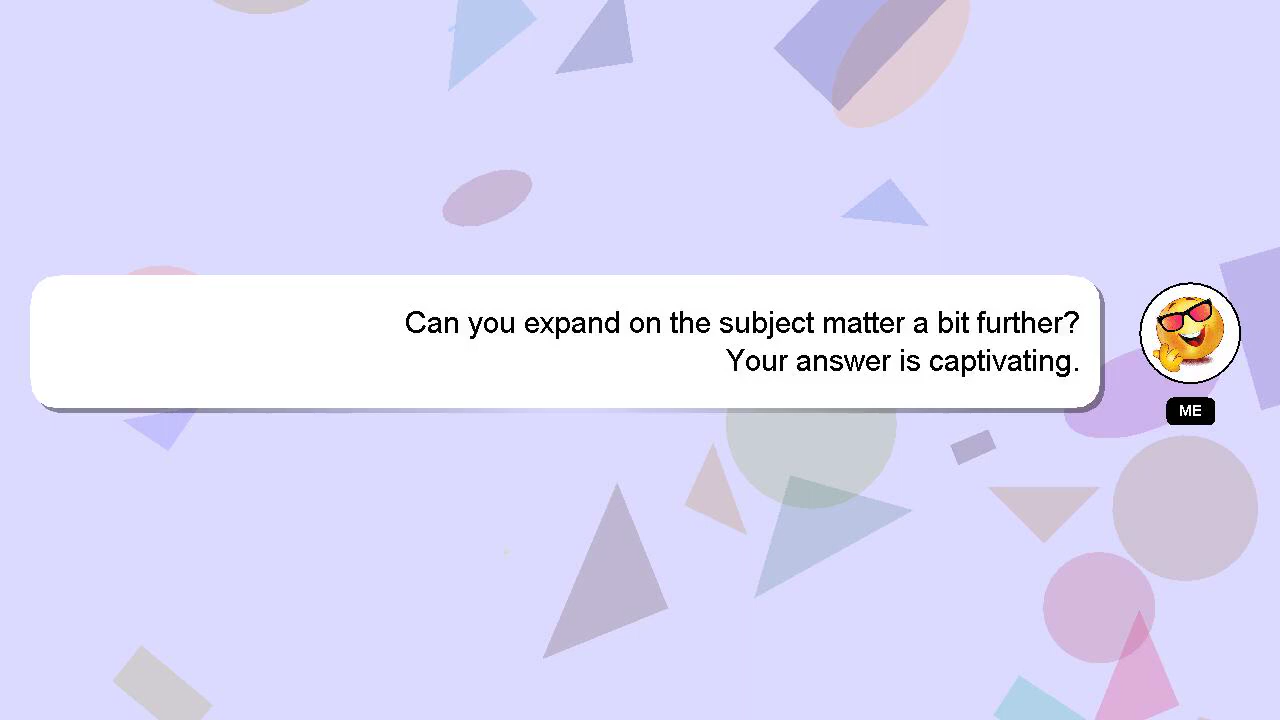 Can you expand on the subject matter a bit further?
Your answer is captivating.
ME